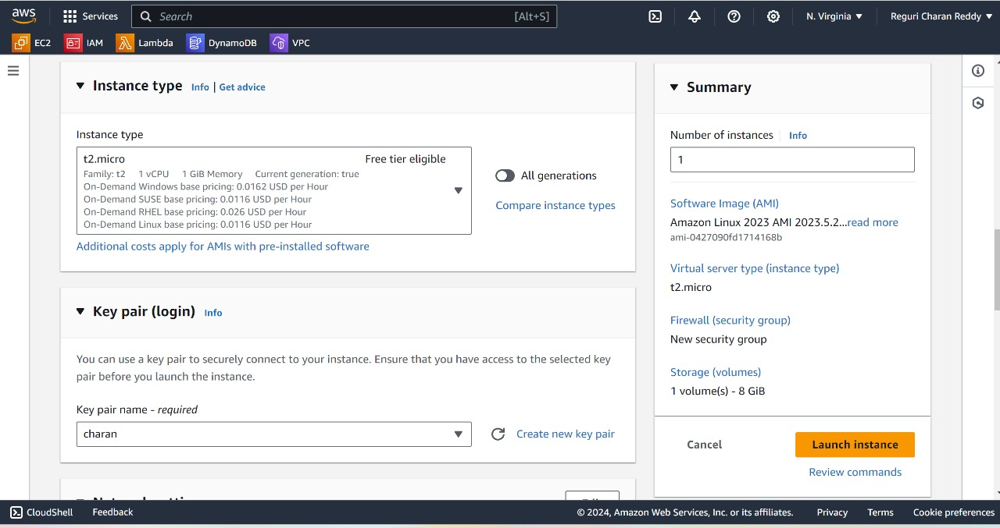 aws
Services
Search
[Alt+S]
N. Virginia
Reguri Charan Reddy
EC2
IAM
Lambda
DynamoDB
VPC
Instance type Info | Get advice
Instance type
t2.micro Free tier eligible
Family: t2 1 vCPU 1 GiB Memory Current generation: true
On-Demand Windows base pricing: 0.0162 USD per Hour
On-Demand SUSE base pricing: 0.0116 USD per Hour
On-Demand RHEL base pricing: 0.026 USD per Hour
On-Demand Linux base pricing: 0.0116 USD per Hour
All generations
Compare instance types
Additional costs apply for AMIs with pre-installed software
Key pair (login) Info
You can use a key pair to securely connect to your instance. Ensure that you have access to the selected key
pair before you launch the instance.
Key pair name - required
charan
Create new key pair
Summary
Number of instances Info
1
Software Image (AMI)
Amazon Linux 2023 AMI 2023.5.2...read more
ami-0427090fd1714168b
Virtual server type (instance type)
t2.micro
Firewall (security group)
New security group
Storage (volumes)
1 volume(s) - 8 GiB
Cancel
Launch instance
Review commands
CloudShell
Feedback
© 2024, Amazon Web Services, Inc. or its affiliates.
Privacy
Terms
Cookie preferences